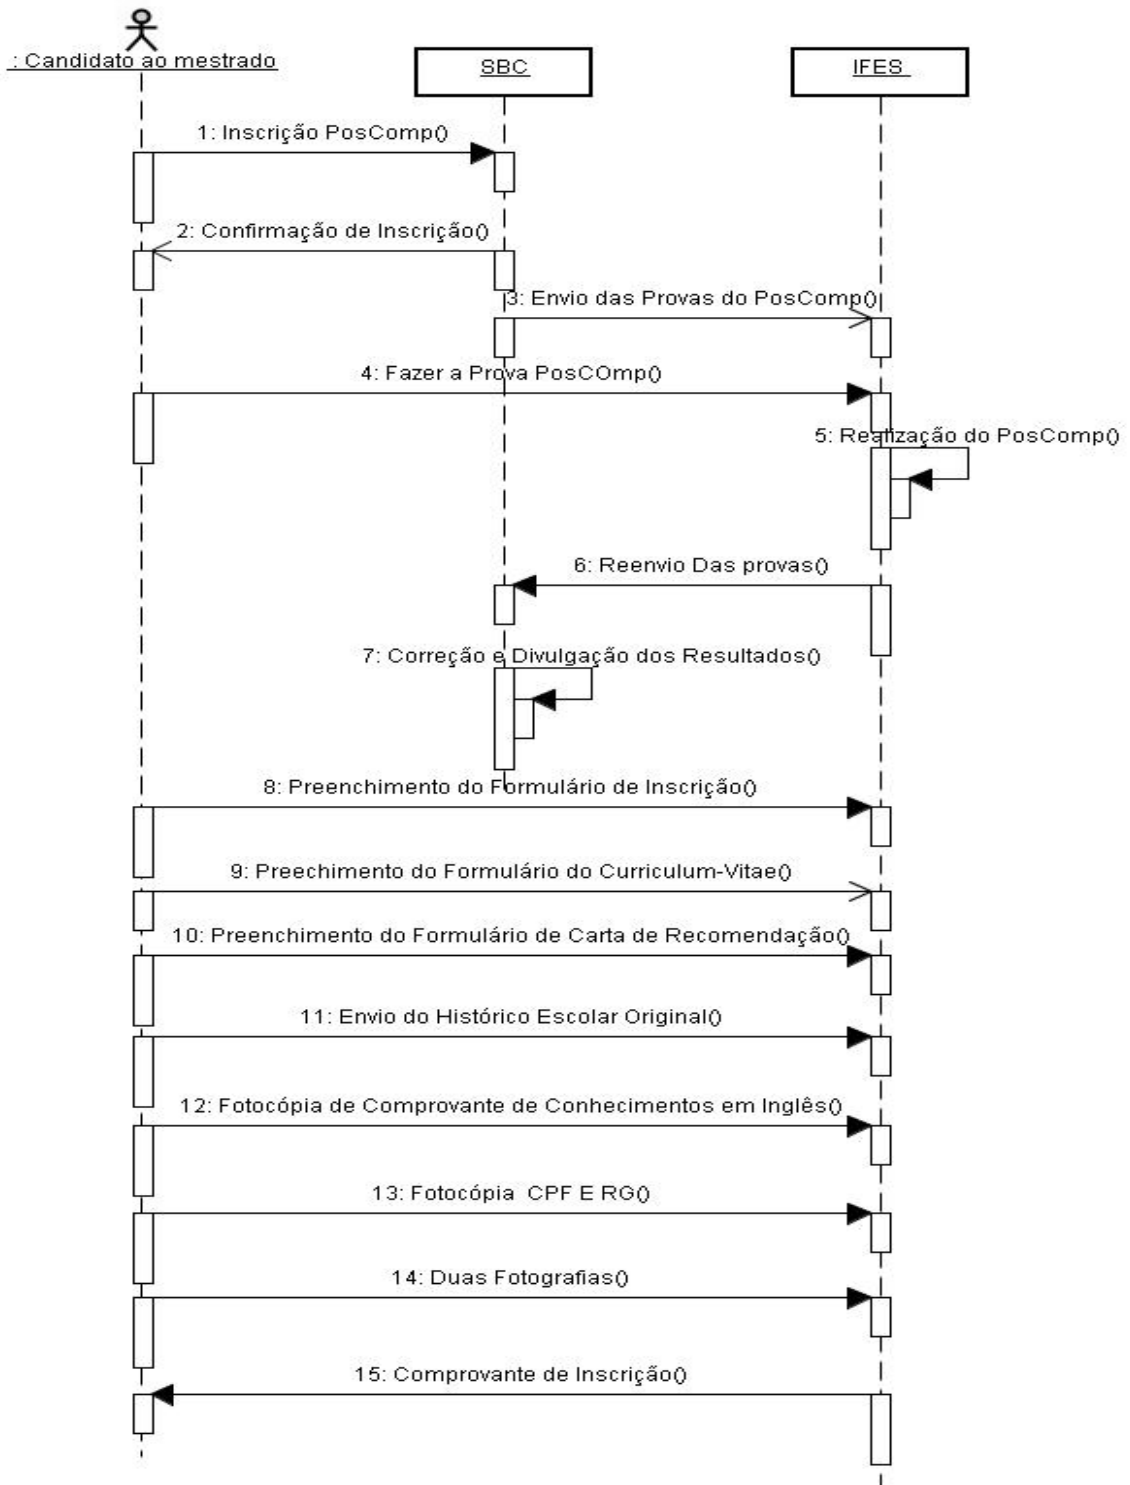 : Candidato ao mestrado
SBC
IFES
1: Inscrição PosComp()
2: Confirmação de Inscrição()
3: Envio das Provas do PosComp()
4: Fazer a Prova PosCOmp()
5: Realização do PosComp()
6: Reenvio Das provas()
7: Correção e Divulgação dos Resultados()
8: Preenchimento do Formulário de Inscrição()
9: Preechimento do Formulário do Curriculum-Vitae()
10: Preenchimento do Formulário de Carta de Recomendação()
11: Envio do Histórico Escolar Original()
12: Fotocópia de Comprovante de Conhecimentos em Inglês()
13: Fotocópia  CPF E RG()
14: Duas Fotografias()
15: Comprovante de Inscrição()